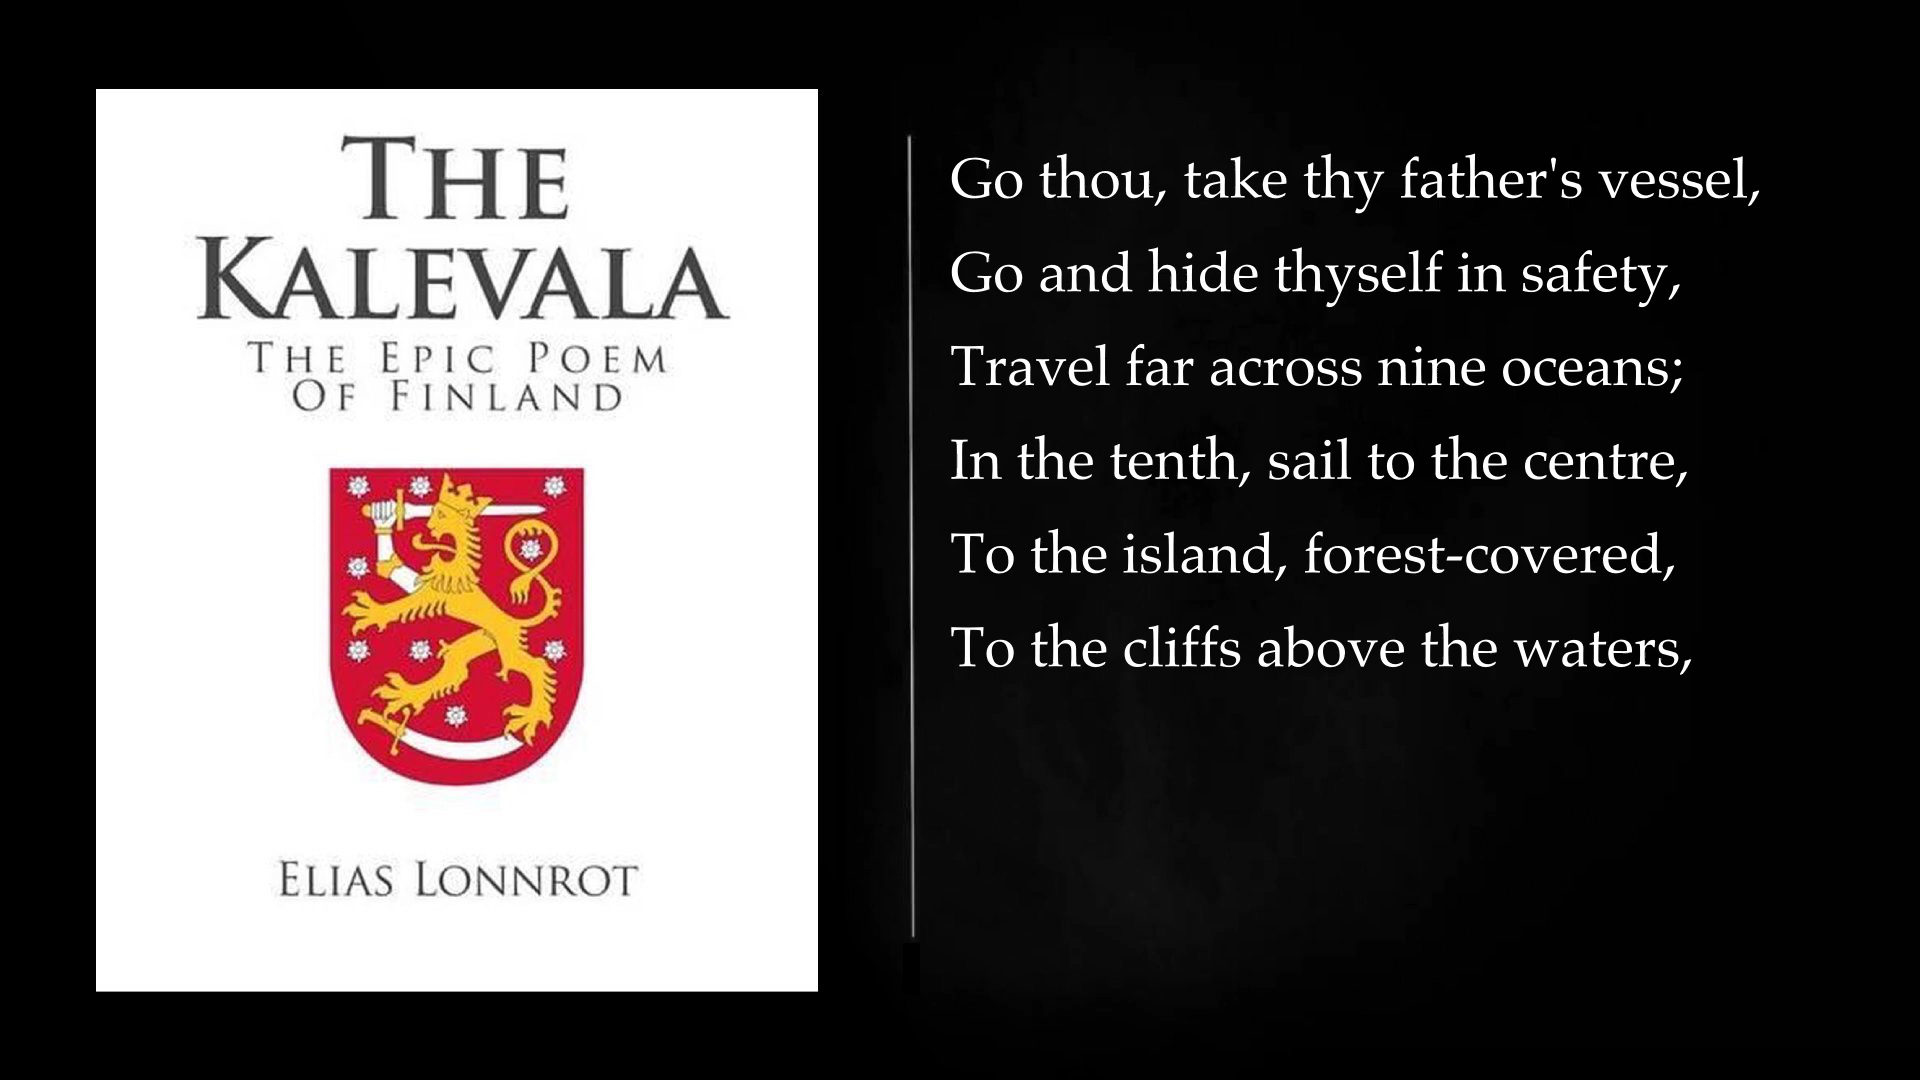 THE
KALEVALA
THE EPIC POEM
OF FINLAND
ELIAS LONNROT
Go thou, take thy father's vessel,
Go and hide thyself in safety,
Travel far across nine oceans;
In the tenth, sail to the centre,
To the island, forest-covered,
To the cliffs above the waters,